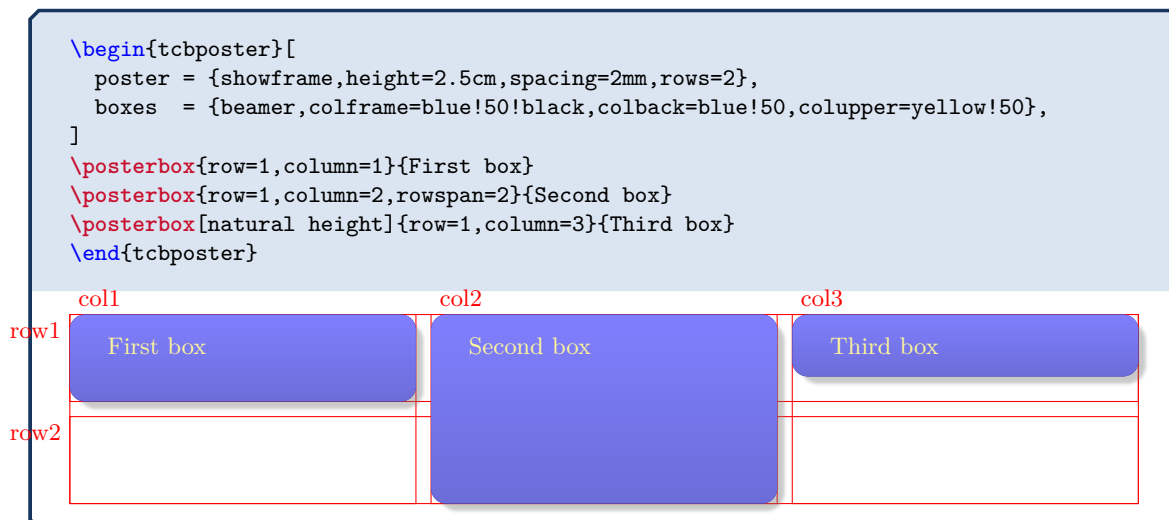 \begin{tcbposter}[
  poster = {showframe,height=2.5cm,spacing=2mm,rows=2},
  boxes  = {beamer,colframe=blue!50!black,colback=blue!50,colupper=yellow!50},
]
\posterbox{row=1,column=1}{First box}
\posterbox{row=1,column=2,rowspan=2}{Second box}
\posterbox[natural height]{row=1,column=3}{Third box}
\end{tcbposter}
col1 col2 col3
row1 First box Second box Third box
row2